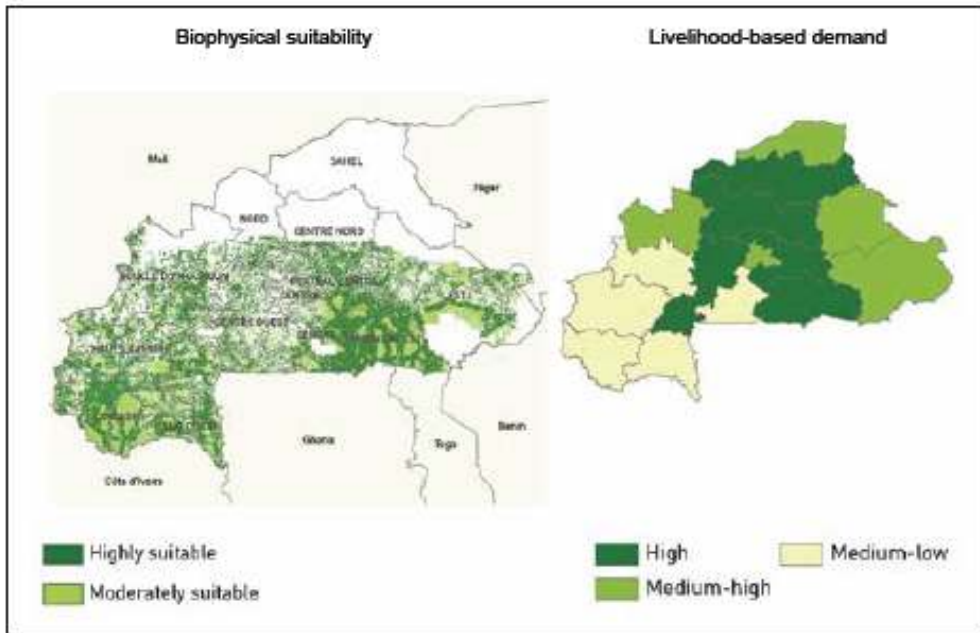 Biophysical suitability
Livelihood-based demand
Mali
SAHEL
Niger
NORD
CENTRE NORD
EST
Ghana
Togo
Benin
Côte d'Ivoire
Highly suitable
Moderately suitable
High
Medium-low
Medium-high